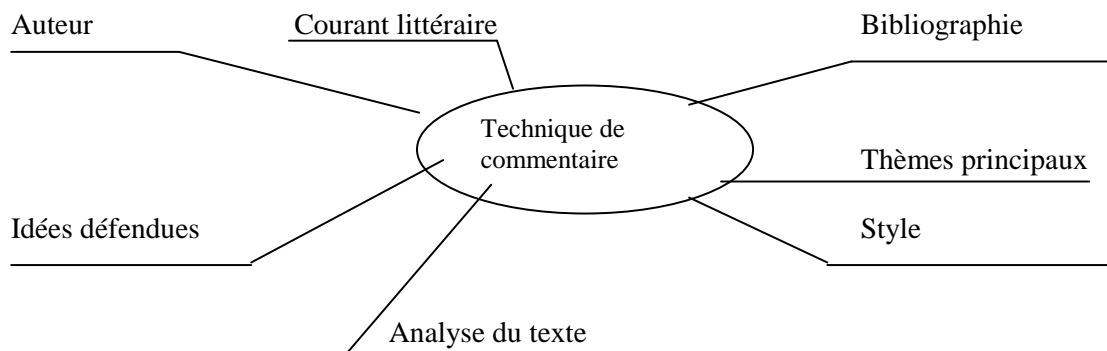 Auteur
Courant littéraire
Bibliographie
Technique de
commentaire
Thèmes principaux
Idées défendues
Style
Analyse du texte